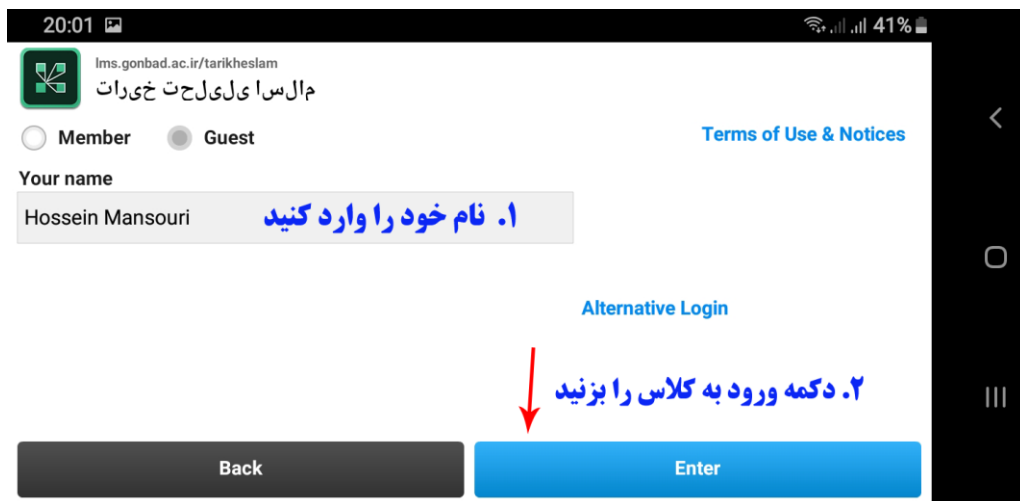 20:01 41%
lms.gonbad.ac.ir/tarikheslam
مالسا یلیلحت خیرات
Member Guest Terms of Use & Notices
Your name
Hossein Mansouri ۱. نام خود را وارد کنید
Alternative Login
۲. دکمه ورود به کلاس را بزنید
Back Enter